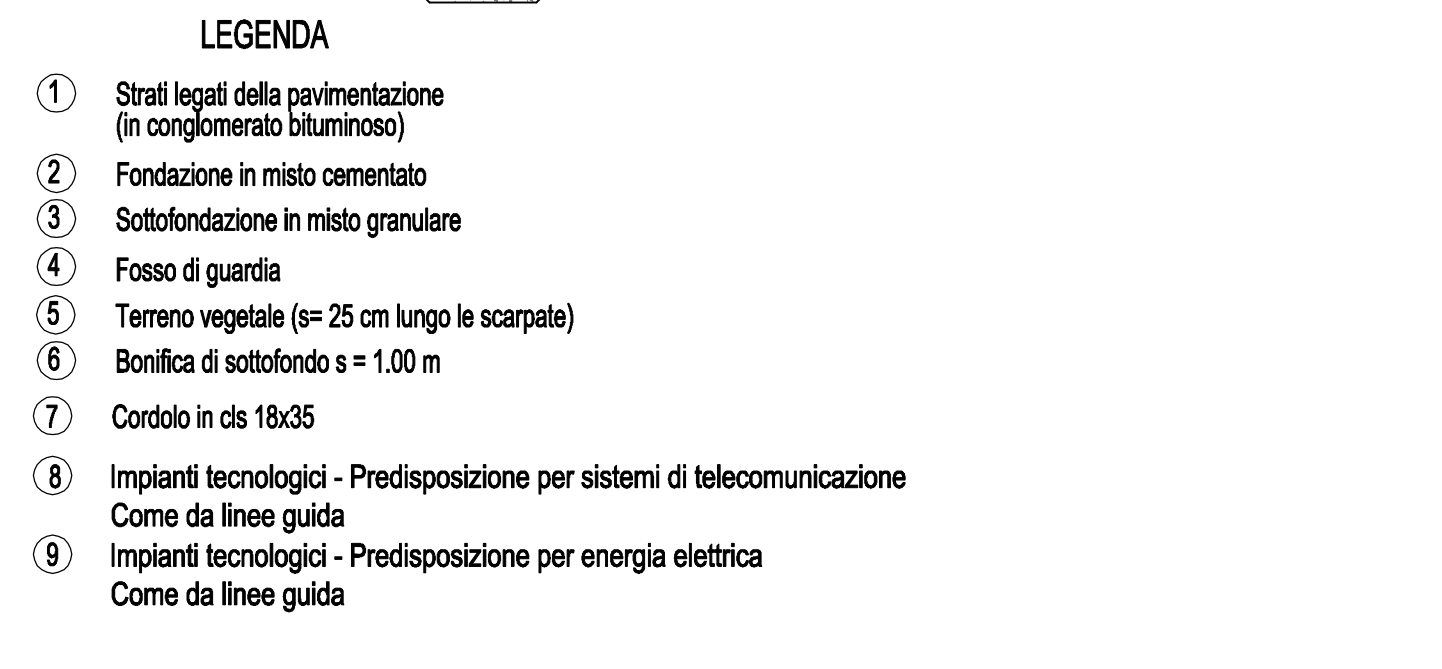 LEGENDA
1 Strati legati della pavimentazione
(in conglomerato bituminoso)
2 Fondazione in misto cementato
3 Sottofondazione in misto granulare
4 Fosso di guardia
5 Terreno vegetale (s= 25 cm lungo le scarpate)
6 Bonifica di sottofondo s = 1.00 m
7 Cordolo in cls 18x35
8 Impianti tecnologici - Predisposizione per sistemi di telecomunicazione
Come da linee guida
9 Impianti tecnologici - Predisposizione per energia elettrica
Come da linee guida